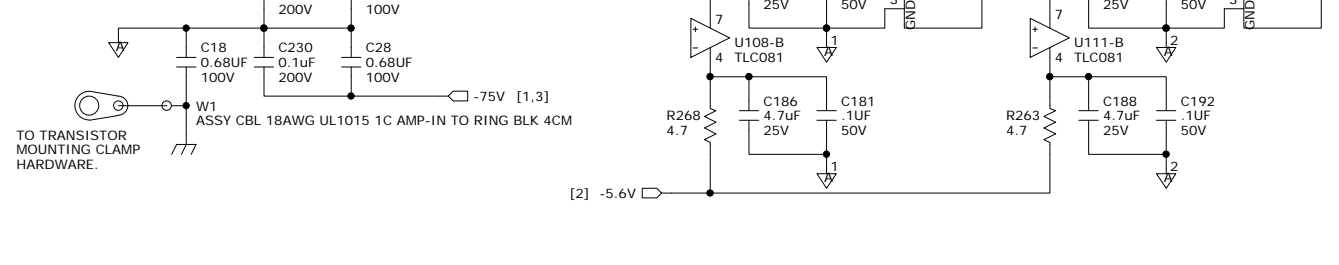 200V
100V
25V
50V
3
GND
25V
50V
3
GND
7
7
A
C18
0.68UF
100V
C230
0.1uF
200V
C28
0.68UF
100V
+
-
U108-B
TLC081
4
1
A
+
-
U111-B
TLC081
4
2
A
-75V [1,3]
W1
ASSY CBL 18AWG UL1015 1C AMP-IN TO RING BLK 4CM
TO TRANSISTOR
MOUNTING CLAMP
HARDWARE.
R268
4.7
C186
4.7uF
25V
C181
.1UF
50V
R263
4.7
C188
4.7uF
25V
C192
.1UF
50V
1
A
2
A
[2] -5.6V